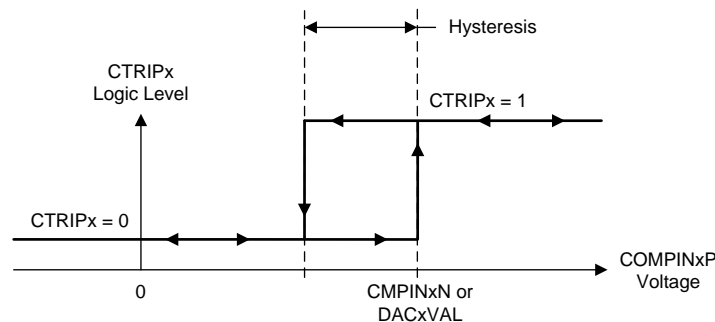 Hysteresis
CTRIPx
Logic Level
CTRIPx = 1
CTRIPx = 0
COMPINxP
Voltage
0
CMPINxN or
DACxVAL